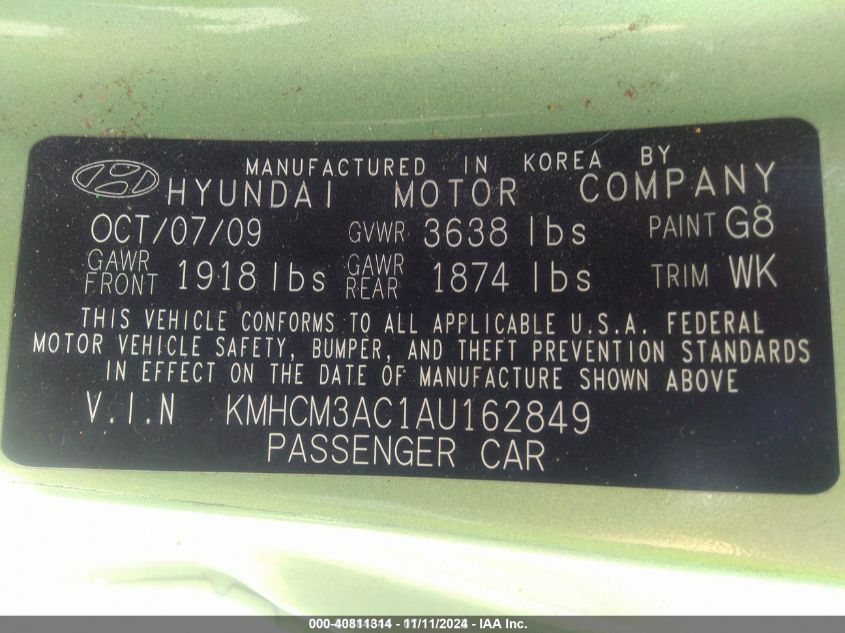 MANUFACTURED IN KOREA BY
HYUNDAI MOTOR COMPANY
OCT/07/09 GVWR 3638 lbs PAINT G8
GAWR FRONT 1918 lbs GAWR REAR 1874 lbs TRIM WK
THIS VEHICLE CONFORMS TO ALL APPLICABLE U.S.A. FEDERAL
MOTOR VEHICLE SAFETY, BUMPER, AND THEFT PREVENTION STANDARDS
IN EFFECT ON THE DATE OF MANUFACTURE SHOWN ABOVE
V.I.N KMHCM3AC1AU162849
PASSENGER CAR
000-40811314 - 11/11/2024 - IAA Inc.